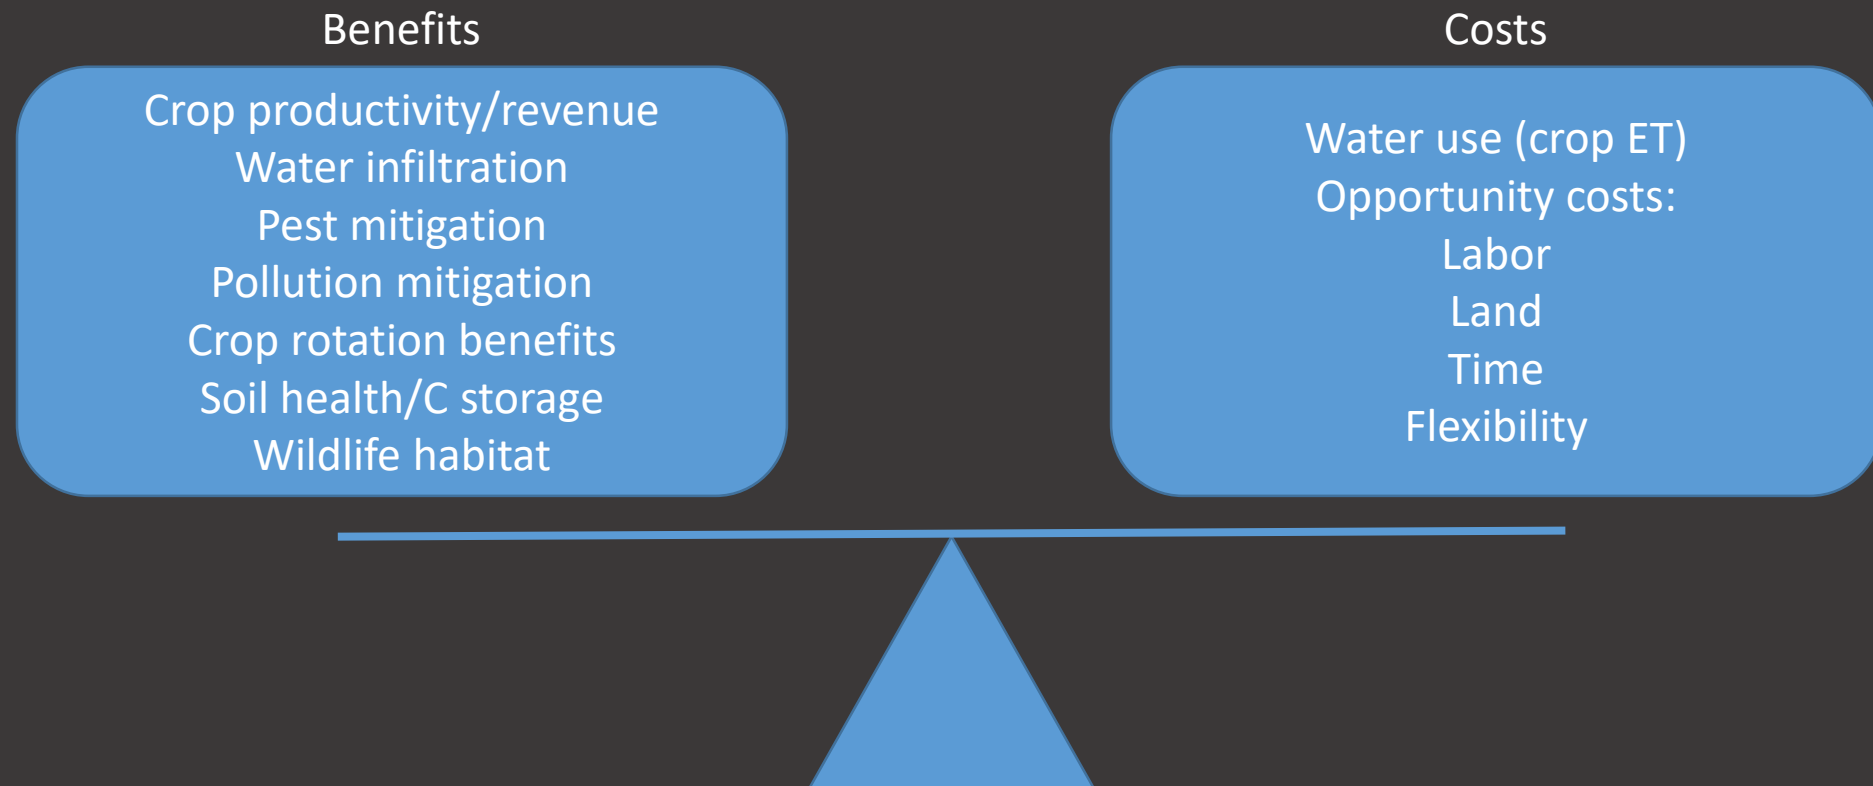 Benefits
Crop productivity/revenue
Water infiltration
Pest mitigation
Pollution mitigation
Crop rotation benefits
Soil health/C storage
Wildlife habitat
Costs
Water use (crop ET)
Opportunity costs:
Labor
Land
Time
Flexibility